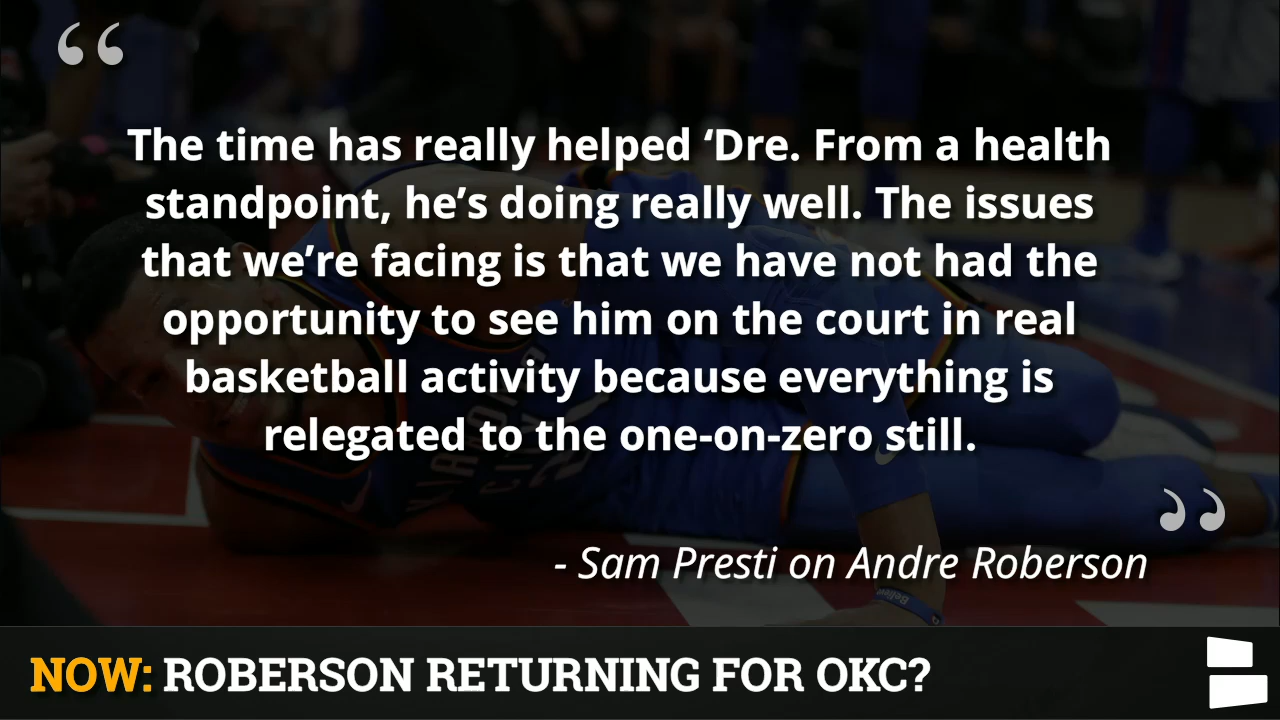 “
The time has really helped ‘Dre. From a health
standpoint, he’s doing really well. The issues
that we’re facing is that we have not had the
opportunity to see him on the court in real
basketball activity because everything is
relegated to the one-on-zero still.
”
- Sam Presti on Andre Roberson
NOW: ROBERSON RETURNING FOR OKC?